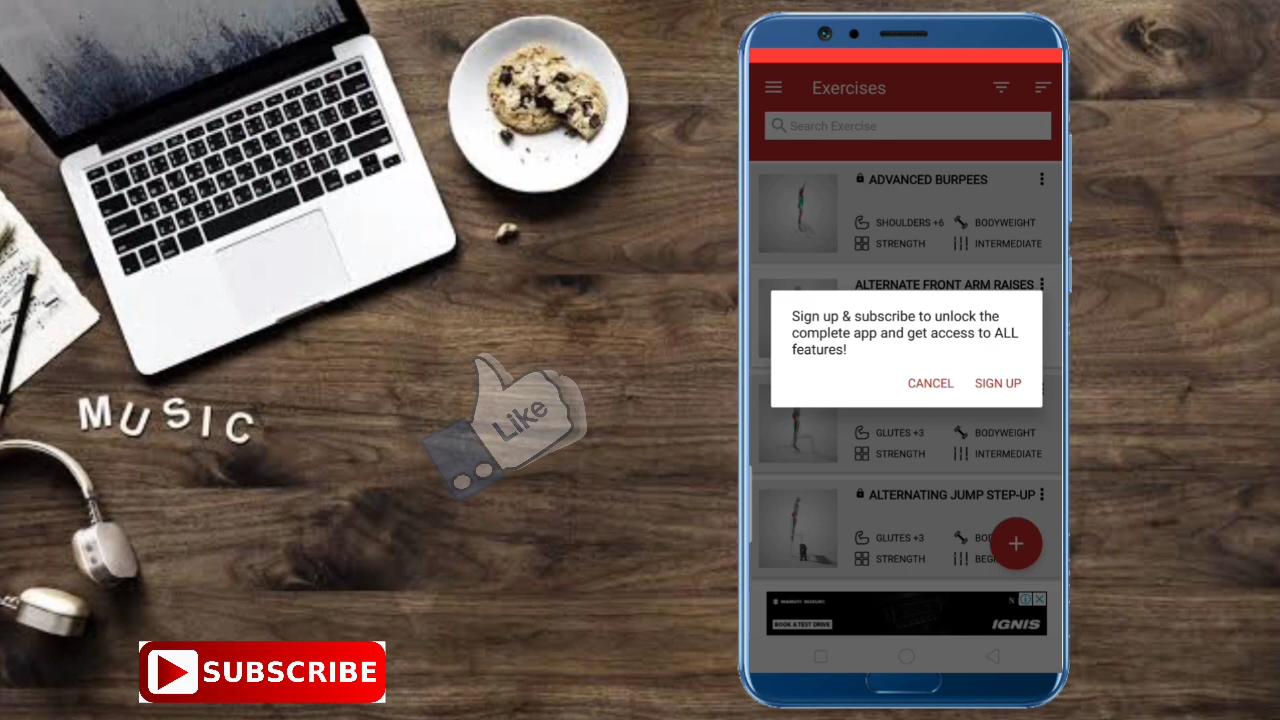 Exercises
Search Exercise
ADVANCED BURPEES
SHOULDERS +6 BODYWEIGHT
STRENGTH INTERMEDIATE
ALTERNATE FRONT ARM RAISES
Sign up & subscribe to unlock the
complete app and get access to ALL
features!
CANCEL SIGN UP
GLUTES +3 BODYWEIGHT
STRENGTH INTERMEDIATE
ALTERNATING JUMP STEP-UP
GLUTES +3
STRENGTH
MARUTI SUZUKI
BOOK A TEST DRIVE
IGNIS
MUSIC
Like
SUBSCRIBE